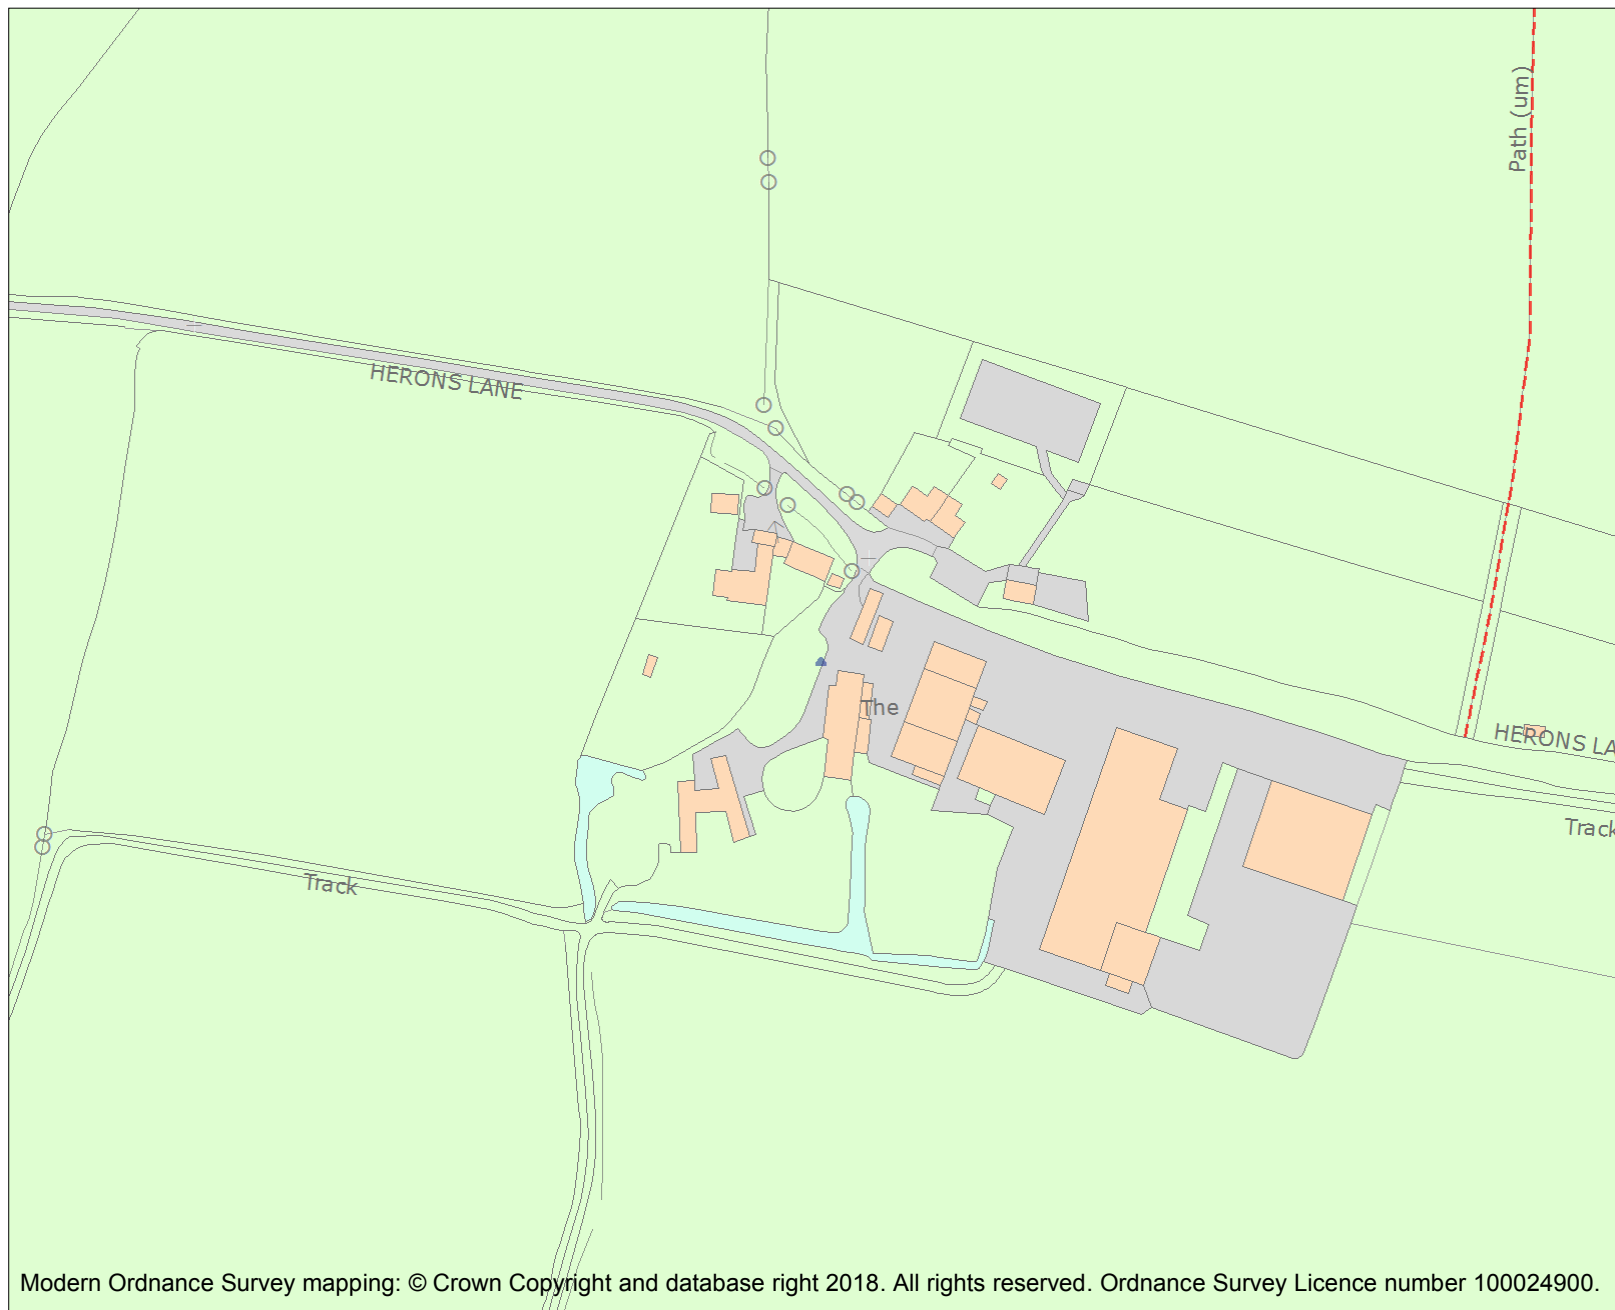 Path (um)
HERONS LANE
The
HERONS LA
Track
Track
Modern Ordnance Survey mapping: © Crown Copyright and database right 2018. All rights reserved. Ordnance Survey Licence number 100024900.